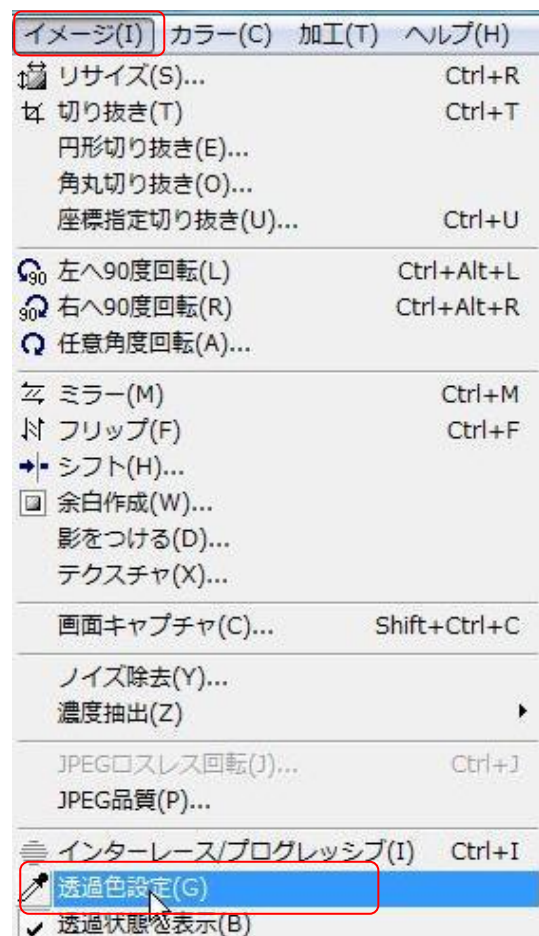 イメージ(I) カラー(C) 加工(T) ヘルプ(H)
リサイズ(S)... Ctrl+R
切り抜き(T) Ctrl+T
円形切り抜き(E)...
角丸切り抜き(O)...
座標指定切り抜き(U)... Ctrl+U
90 左へ90度回転(L) Ctrl+Alt+L
90 右へ90度回転(R) Ctrl+Alt+R
任意角度回転(A)...
ミラー(M) Ctrl+M
フリップ(F) Ctrl+F
シフト(H)...
余白作成(W)...
影をつける(D)...
テクスチャ(X)...
画面キャプチャ(C)... Shift+Ctrl+C
ノイズ除去(Y)...
濃度抽出(Z)
JPEGロスレス回転(J)... Ctrl+J
JPEG品質(P)...
インターレース/プログレッシブ(I) Ctrl+I
透過色設定(G)
透過状態を表示(B)